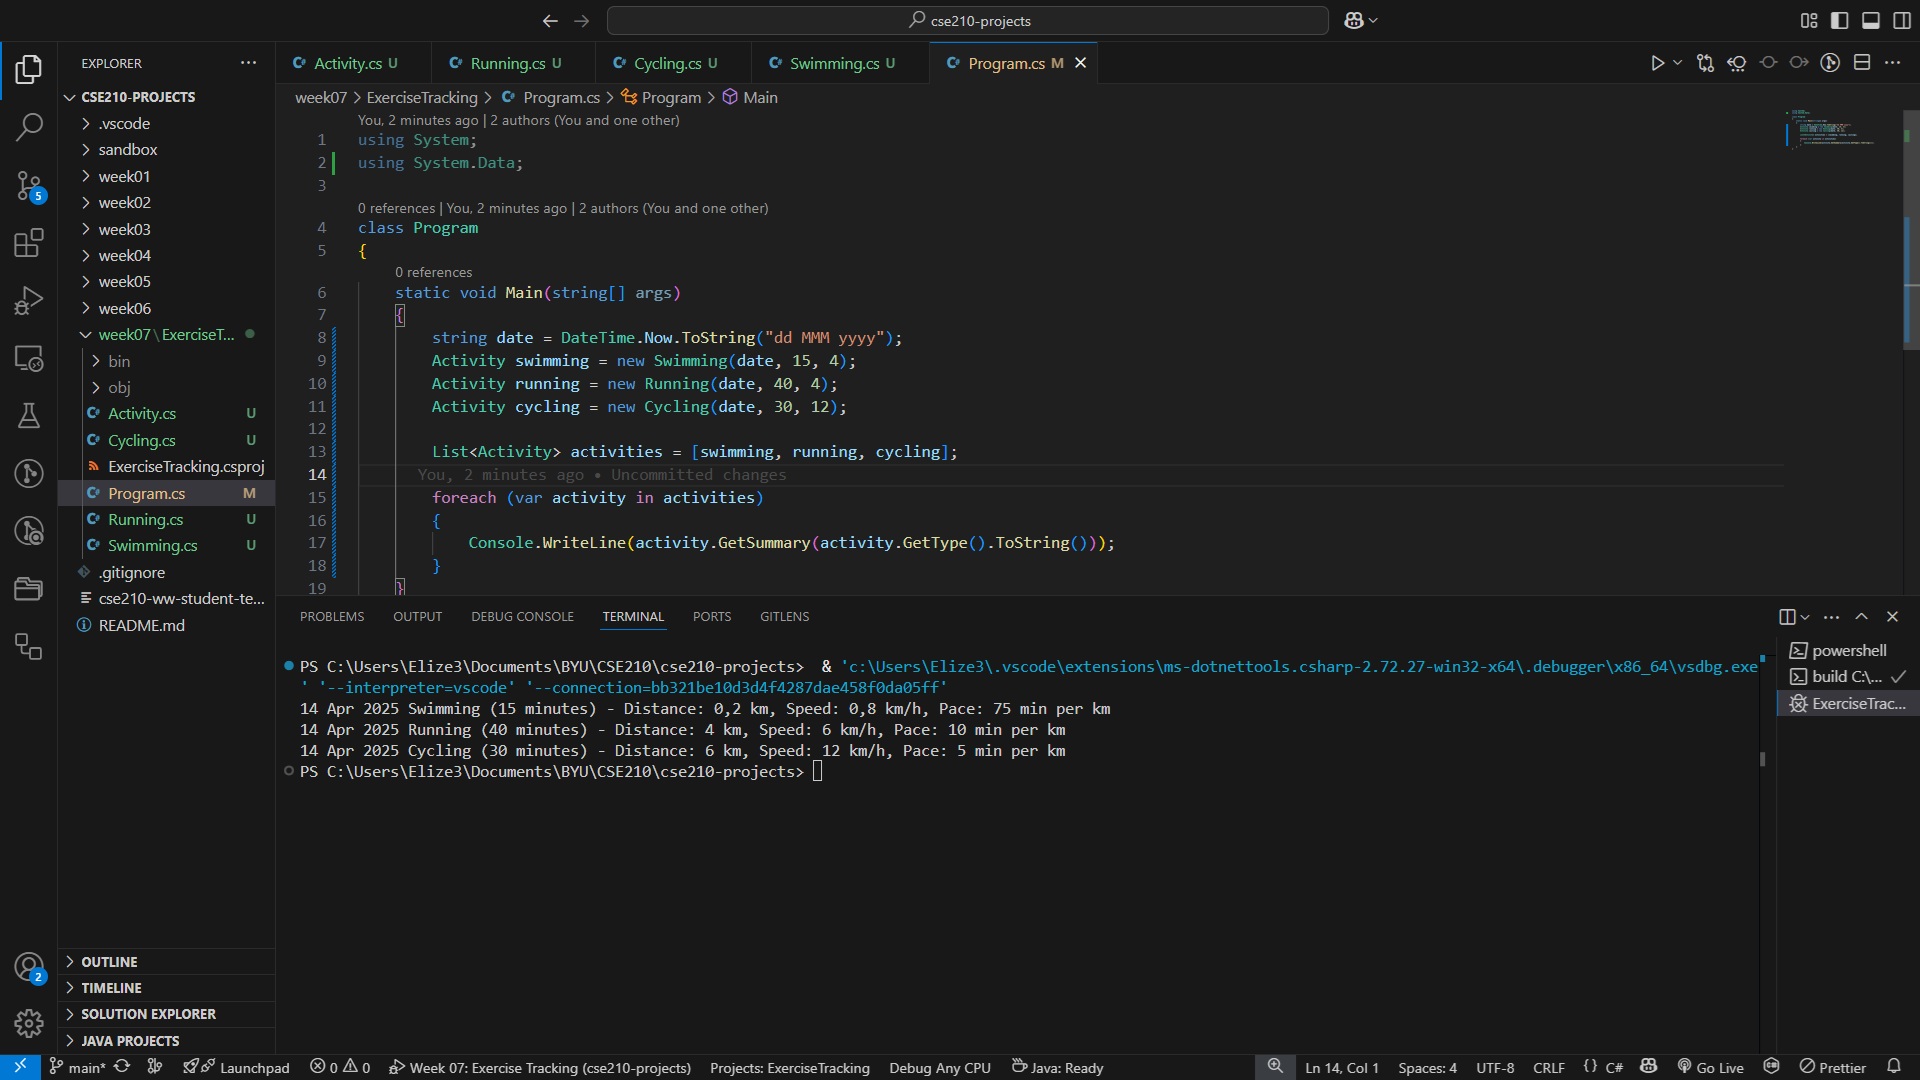 cse210-projects
EXPLORER
CSE210-PROJECTS
.vscode
sandbox
week01
week02
week03
week04
week05
week06
week07\ExerciseT...
bin
obj
Activity.cs U
Cycling.cs U
ExerciseTracking.csproj
Program.cs M
Running.cs U
Swimming.cs U
.gitignore
cse210-ww-student-te...
README.md
OUTLINE
TIMELINE
SOLUTION EXPLORER
JAVA PROJECTS
5
2
Activity.cs U Running.cs U Cycling.cs U Swimming.cs U Program.cs M
week07 > ExerciseTracking > Program.cs > Program > Main
You, 2 minutes ago | 2 authors (You and one other)
1 using System;
2 using System.Data;
3
0 references | You, 2 minutes ago | 2 authors (You and one other)
4 class Program
5 {
0 references
6 static void Main(string[] args)
7 {
8 string date = DateTime.Now.ToString("dd MMM yyyy");
9 Activity swimming = new Swimming(date, 15, 4);
10 Activity running = new Running(date, 40, 4);
11 Activity cycling = new Cycling(date, 30, 12);
12
13 List<Activity> activities = [swimming, running, cycling];
14 You, 2 minutes ago • Uncommitted changes
15 foreach (var activity in activities)
16 {
17 Console.WriteLine(activity.GetSummary(activity.GetType().ToString()));
18 }
19 }
PROBLEMS OUTPUT DEBUG CONSOLE TERMINAL PORTS GITLENS
PS C:\Users\Elize3\Documents\BYU\CSE210\cse210-projects> & 'c:\Users\Elize3\.vscode\extensions\ms-dotnettools.csharp-2.72.27-win32-x64\.debugger\x86_64\vsdbg.exe
' '--interpreter=vscode' '--connection=bb321be10d3d4f4287dae458f0da05ff'
14 Apr 2025 Swimming (15 minutes) - Distance: 0,2 km, Speed: 0,8 km/h, Pace: 75 min per km
14 Apr 2025 Running (40 minutes) - Distance: 4 km, Speed: 6 km/h, Pace: 10 min per km
14 Apr 2025 Cycling (30 minutes) - Distance: 6 km, Speed: 12 km/h, Pace: 5 min per km
PS C:\Users\Elize3\Documents\BYU\CSE210\cse210-projects>
powershell
build C:\...
ExerciseTrac...
main* Launchpad 0 0 Week 07: Exercise Tracking (cse210-projects) Projects: ExerciseTracking Debug Any CPU Java: Ready Ln 14, Col 1 Spaces: 4 UTF-8 CRLF {} C# Go Live Prettier